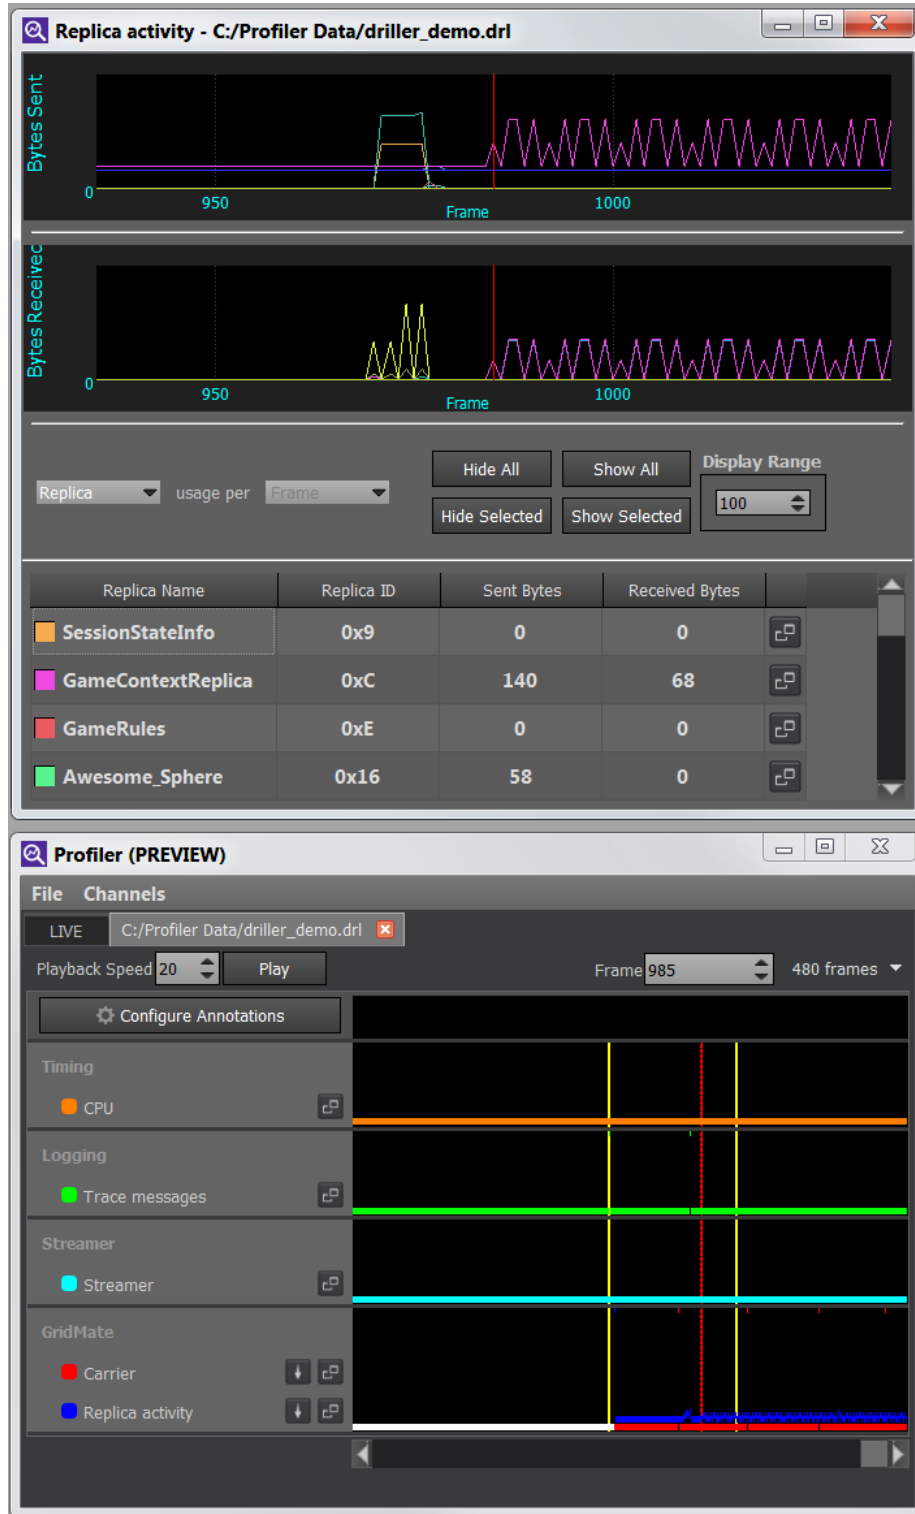 Replica activity - C:/Profiler Data/driller_demo.drl
Bytes Sent
0
950
Frame
1000
Bytes Received
0
950
Frame
1000
Replica usage per Frame
Hide All Show All Display Range
Hide Selected Show Selected 100
Replica Name Replica ID Sent Bytes Received Bytes
SessionStateInfo 0x9 0 0
GameContextReplica 0xC 140 68
GameRules 0xE 0 0
Awesome_Sphere 0x16 58 0
Profiler (PREVIEW)
File Channels
LIVE C:/Profiler Data/driller_demo.drl
Playback Speed 20 Play Frame 985 480 frames
Configure Annotations
Timing
CPU
Logging
Trace messages
Streamer
Streamer
GridMate
Carrier
Replica activity